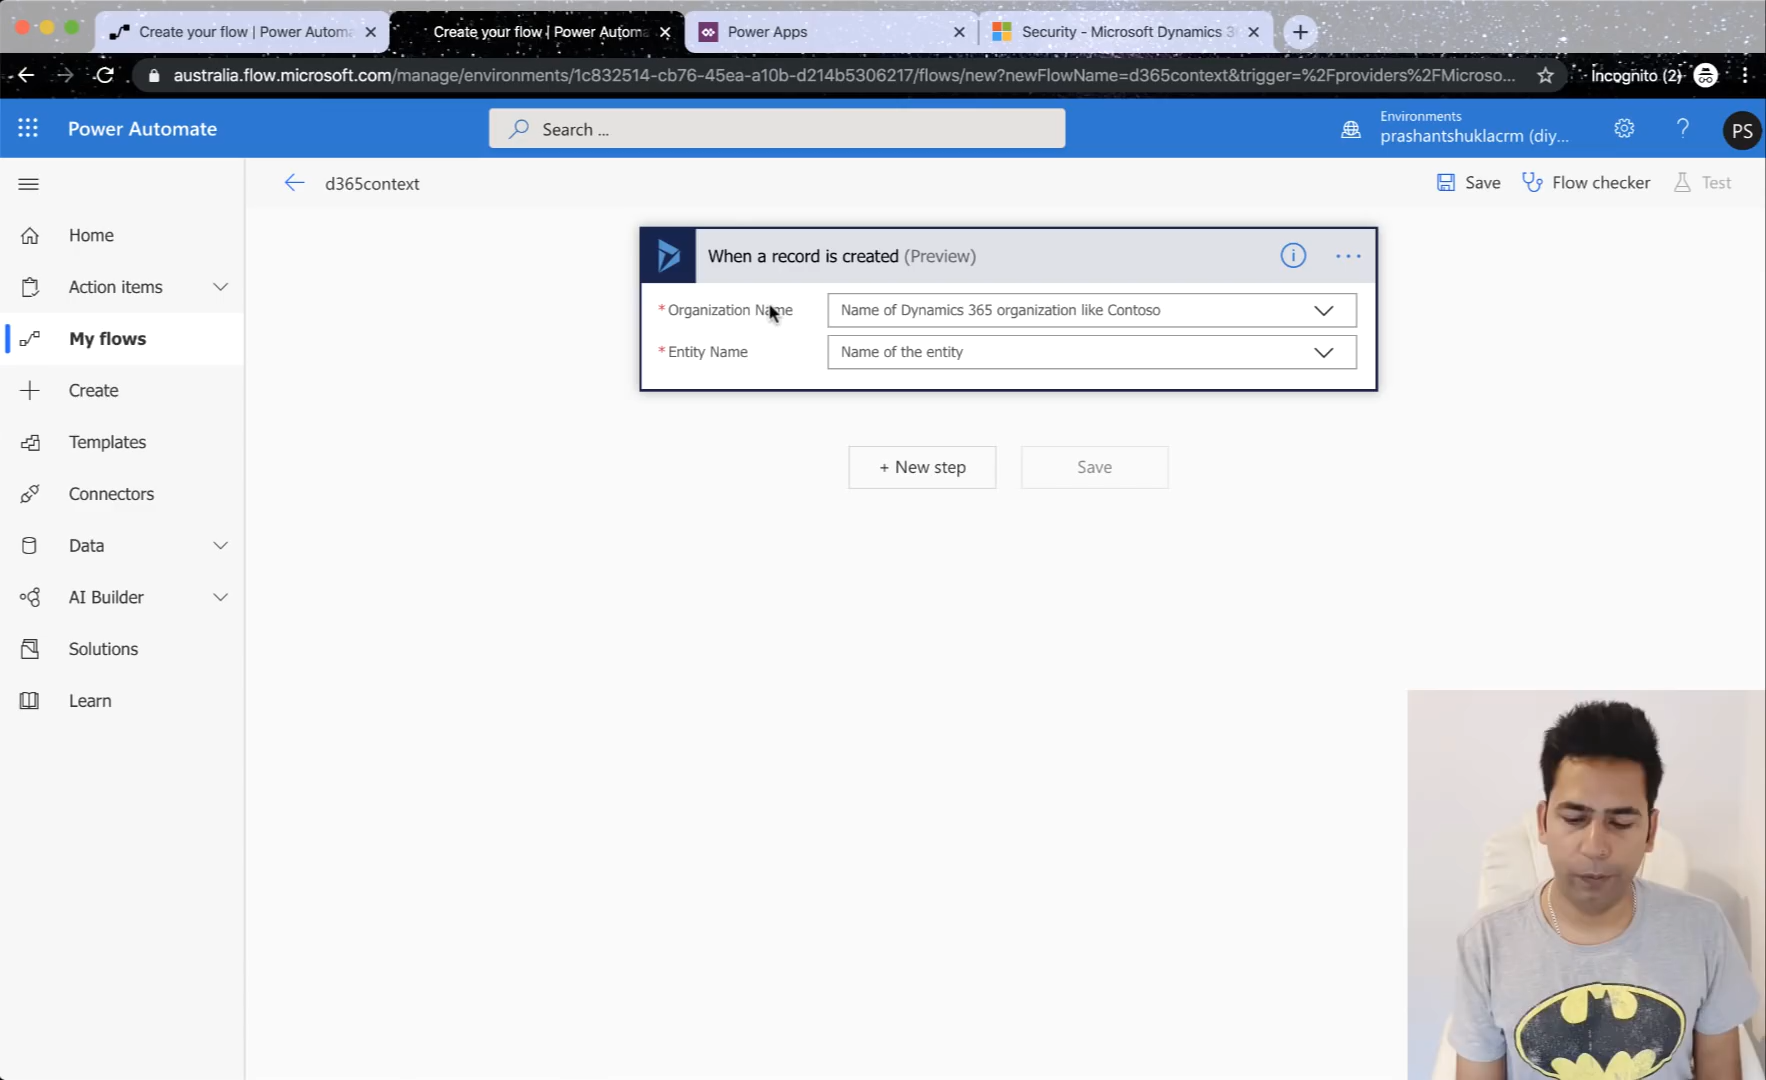 Create your flow | Power Automa
Create your flow | Power Automa
Power Apps
Security - Microsoft Dynamics 3
australia.flow.microsoft.com/manage/environments/1c832514-cb76-45ea-a10b-d214b5306217/flows/new?newFlowName=d365context&trigger=%2Fproviders%2FMicroso...
Incognito (2)
Power Automate
Search ...
Environments
prashantshuklacrm (diy...
PS
d365context
Save
Flow checker
Test
Home
Action items
My flows
Create
Templates
Connectors
Data
AI Builder
Solutions
Learn
When a record is created (Preview)
* Organization Name
Name of Dynamics 365 organization like Contoso
* Entity Name
Name of the entity
+ New step
Save